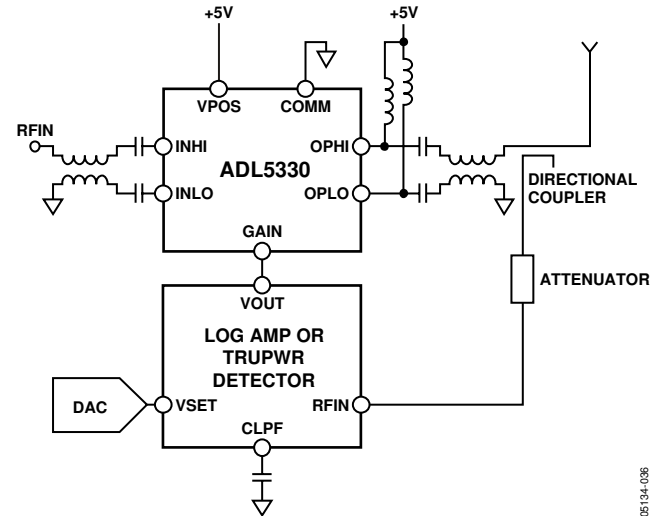 +5V
+5V
VPOS
COMM
RFIN
INHI
OPHI
ADL5330
INLO
OPLO
DIRECTIONAL
COUPLER
GAIN
ATTENUATOR
VOUT
LOG AMP OR
TRUPWR
DETECTOR
DAC
VSET
RFIN
CLPF
05134-036